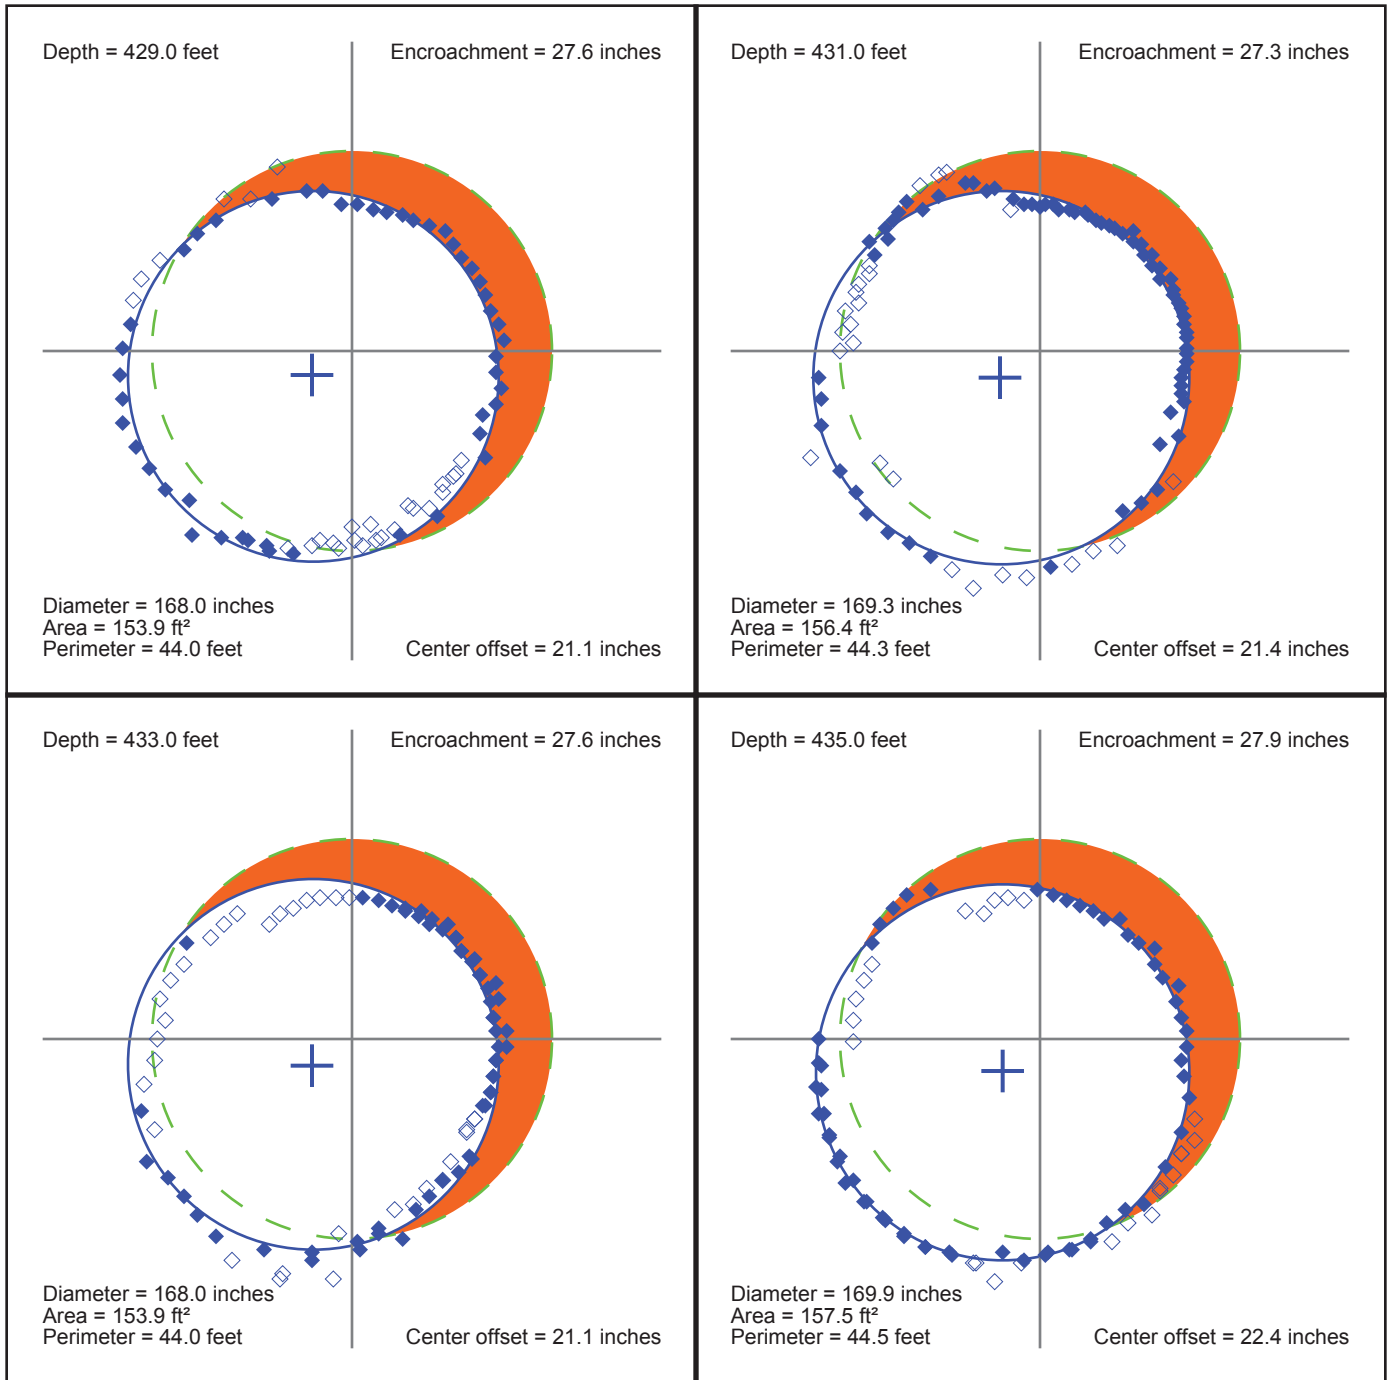 Depth = 429.0 feet
Encroachment = 27.6 inches
Diameter = 168.0 inches
Area = 153.9 ft²
Perimeter = 44.0 feet
Center offset = 21.1 inches
Depth = 431.0 feet
Encroachment = 27.3 inches
Diameter = 169.3 inches
Area = 156.4 ft²
Perimeter = 44.3 feet
Center offset = 21.4 inches
Depth = 433.0 feet
Encroachment = 27.6 inches
Diameter = 168.0 inches
Area = 153.9 ft²
Perimeter = 44.0 feet
Center offset = 21.1 inches
Depth = 435.0 feet
Encroachment = 27.9 inches
Diameter = 169.9 inches
Area = 157.5 ft²
Perimeter = 44.5 feet
Center offset = 22.4 inches